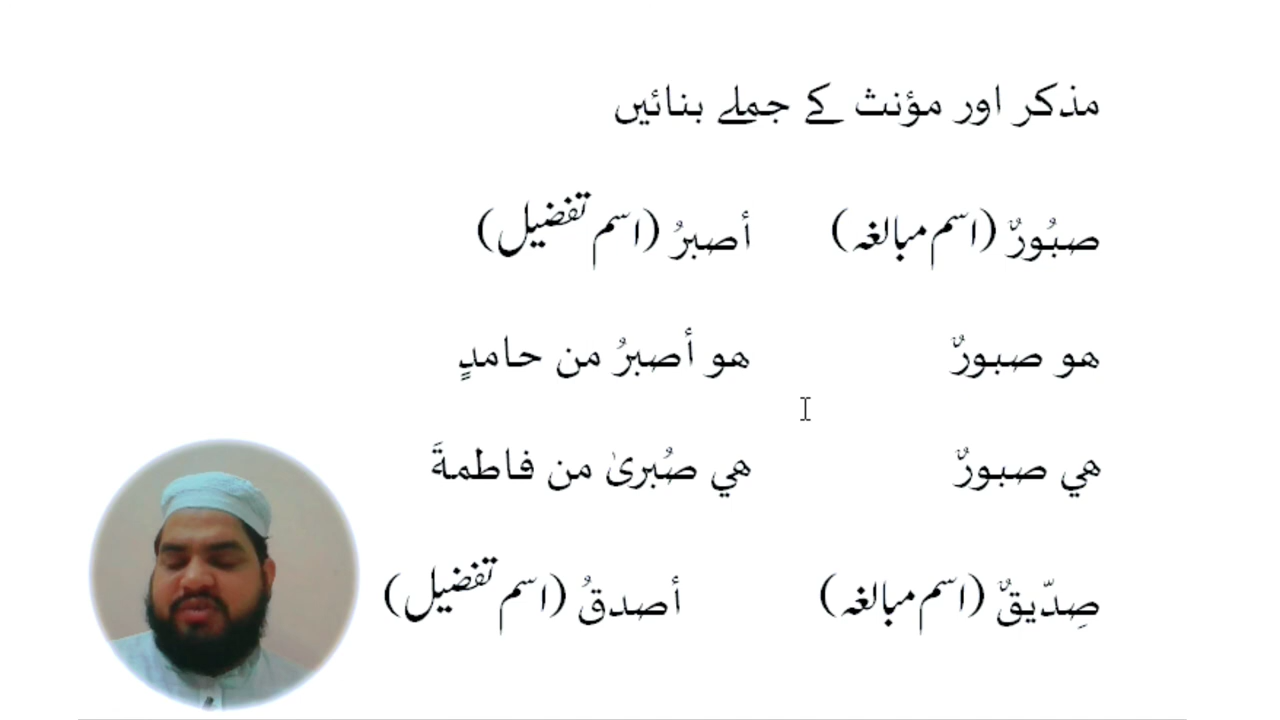 مذکر اور مؤنث کے جملے بنائیں
صبُورٌ (اسم مبالغہ) أصبرُ (اسم تفضیل)
هو صبورٌ هو أصبرُ من حامدٍ
هي صبورٌ هي صُبریٰ من فاطمةَ
صِدّیقٌ (اسم مبالغہ) أصدقُ (اسم تفضیل)